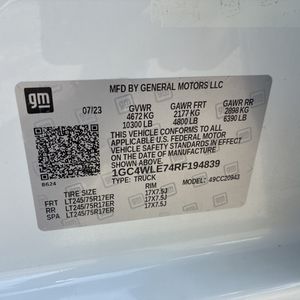 gm
MFD BY GENERAL MOTORS LLC
07/23 GVWR GAWR FRT GAWR RR
4672 KG 2177 KG 2898 KG
10300 LB 4800 LB 6390 LB
THIS VEHICLE CONFORMS TO ALL
APPLICABLE U.S. FEDERAL MOTOR
VEHICLE SAFETY STANDARDS IN
EFFECT ON THE DATE OF MANUFACTURE
SHOWN ABOVE.
1GC4WLE74RF194839
TYPE: TRUCK 49CC20943
B624
TIRE SIZE RIM
FRT LT245/75R17ER 17X7.5J
RR LT245/75R17ER 17X7.5J
SPA LT245/75R17ER 17X7.5J